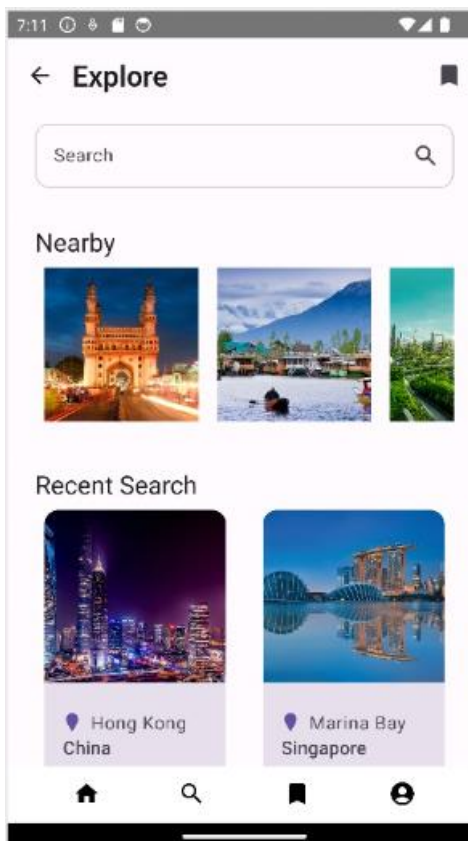 7:11
Explore
Search
Nearby
Recent Search
Hong Kong
China
Marina Bay
Singapore